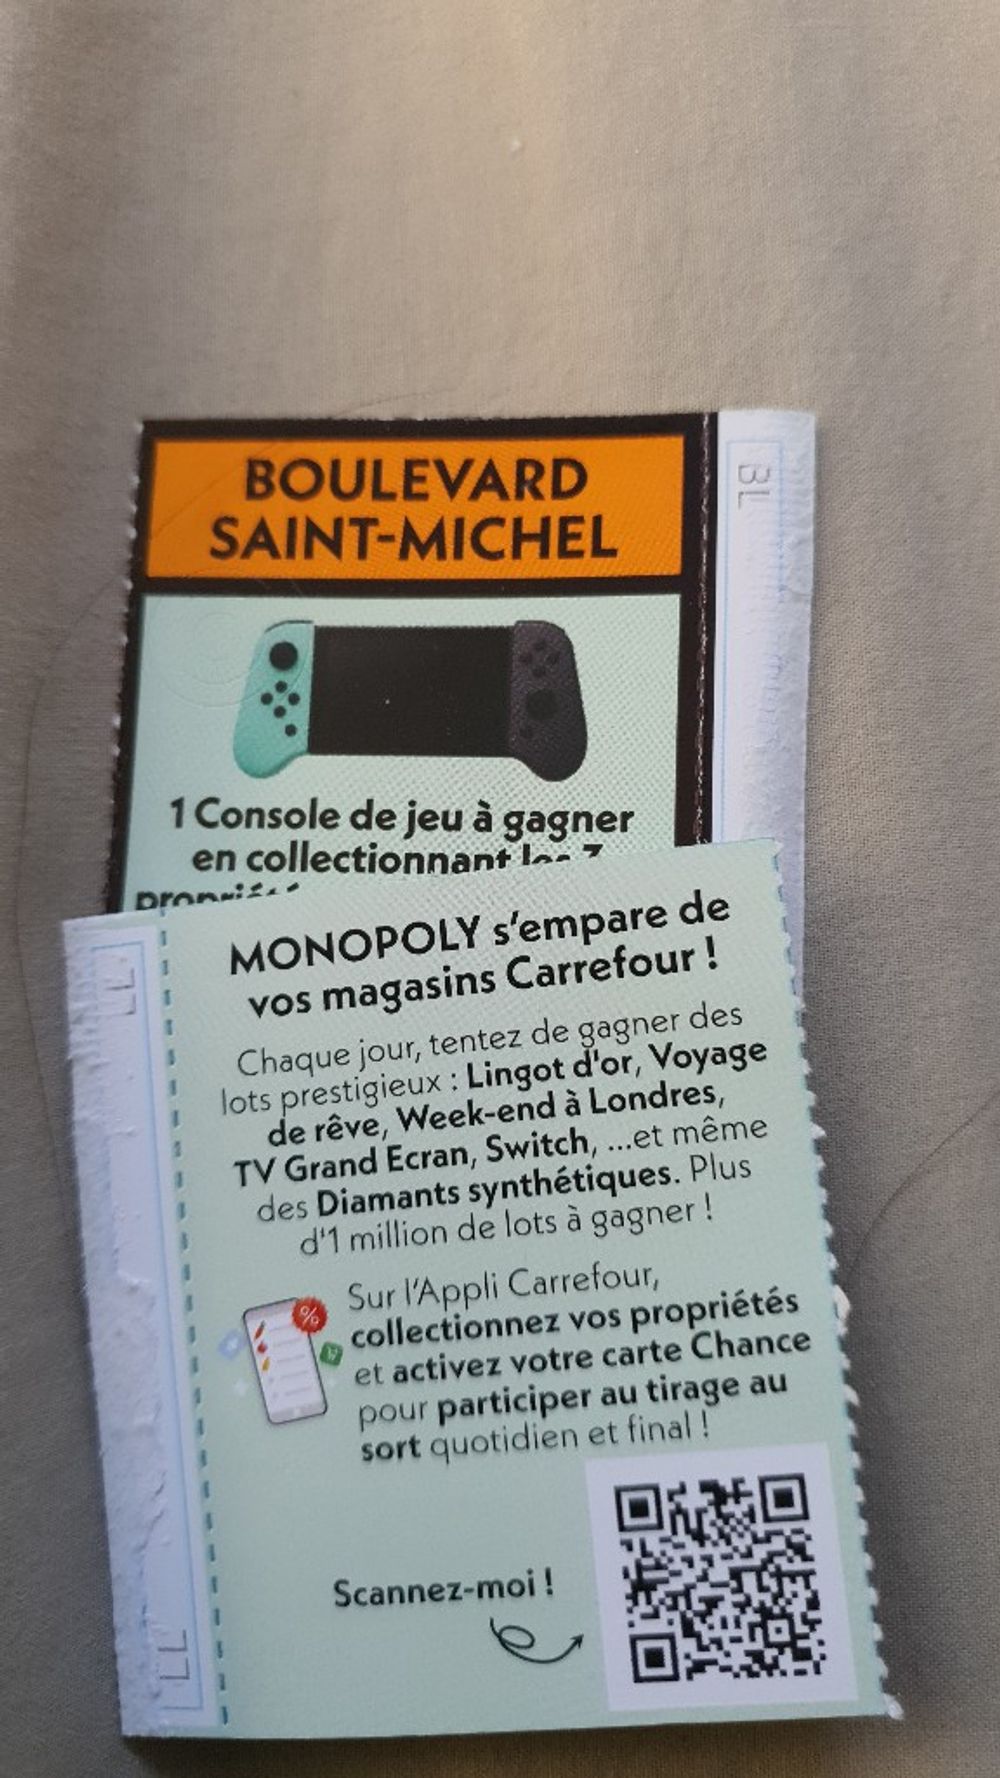 BOULEVARD
SAINT-MICHEL
BL
1 Console de jeu à gagner
en collectionnant les 3
MONOPOLY s'empare de
vos magasins Carrefour !
Chaque jour, tentez de gagner des
lots prestigieux : Lingot d'or, Voyage
de rêve, Week-end à Londres,
TV Grand Ecran, Switch, ...et même
des Diamants synthétiques. Plus
d'1 million de lots à gagner !
%
Sur l'Appli Carrefour,
collectionnez vos propriétés
et activez votre carte Chance
pour participer au tirage au
sort quotidien et final !
Scannez-moi !